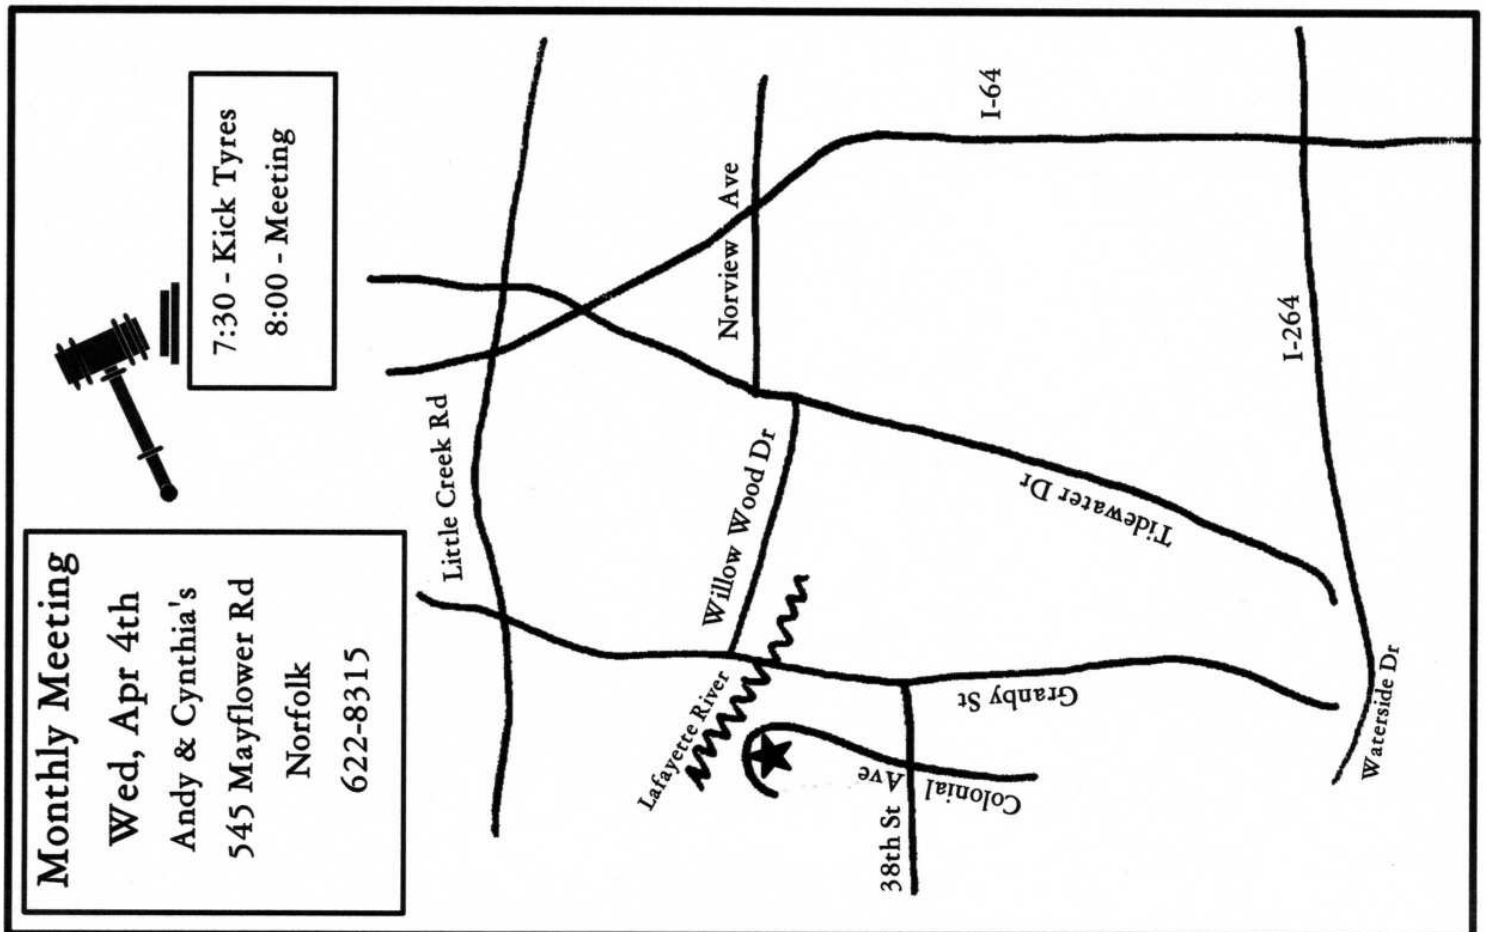 Monthly Meeting
Wed, Apr 4th
Andy & Cynthia's
545 Mayflower Rd
Norfolk
622-8315
7:30 - Kick Tyres
8:00 - Meeting
Little Creek Rd
Lafayette River
Willow Wood Dr
Norview Ave
I-64
38th St
Colonial Ave
Granby St
Tidewater Dr
I-264
Waterside Dr